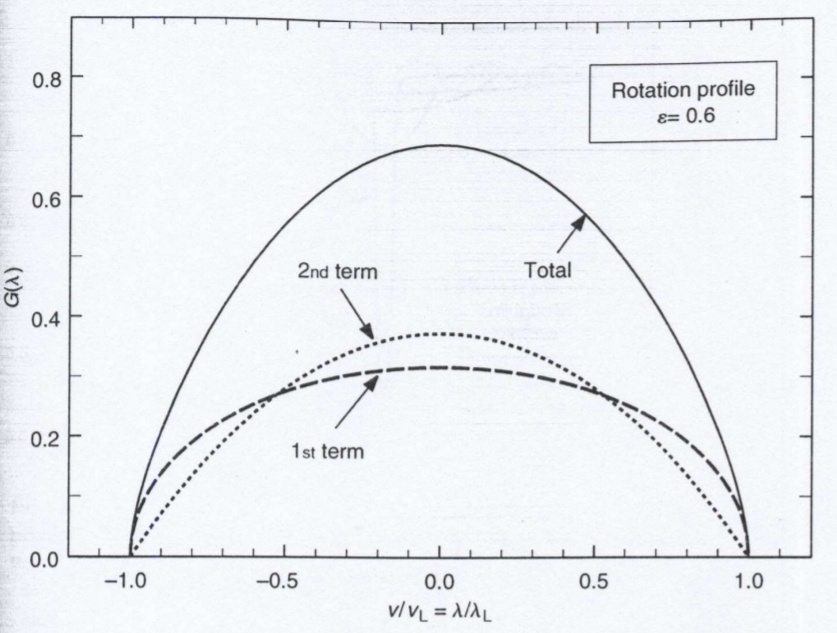 Rotation profile
ε= 0.6
0.8
0.6
0.4
0.2
0.0
G(λ)
2nd term
Total
1st term
−1.0
−0.5
0.0
0.5
1.0
v/vL = λ/λL